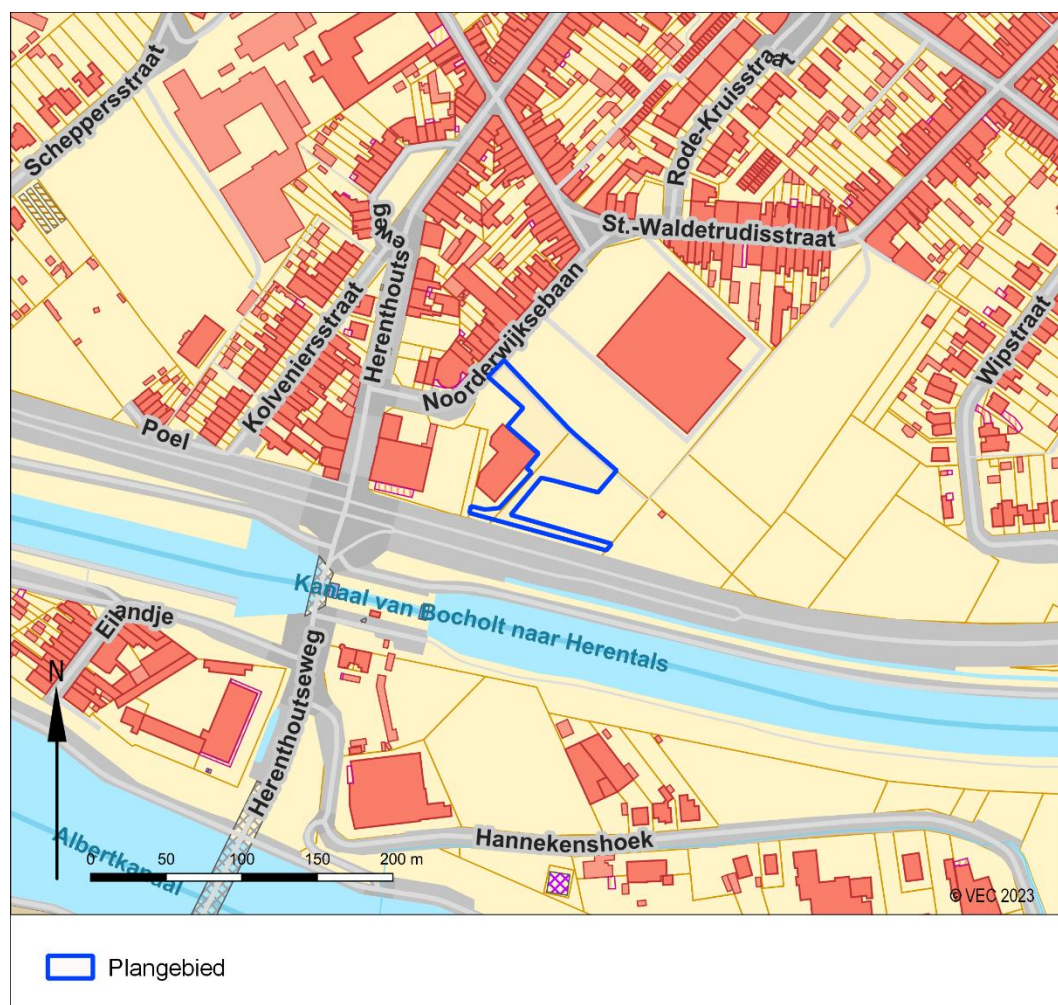 Scheppersstraat
Rode-Kruisstraat
St.-Waldetrudisstraat
Kolveniersstraat
Herenthoutseweg
Noorderwijksebaan
Wipstraat
Poel
Kanaal van Bocholt naar Herentals
Eilandje
N
Herenthoutseweg
Hannekenshoek
Albertkanaal
0 50 100 150 200 m
© VEC 2023
Plangebied